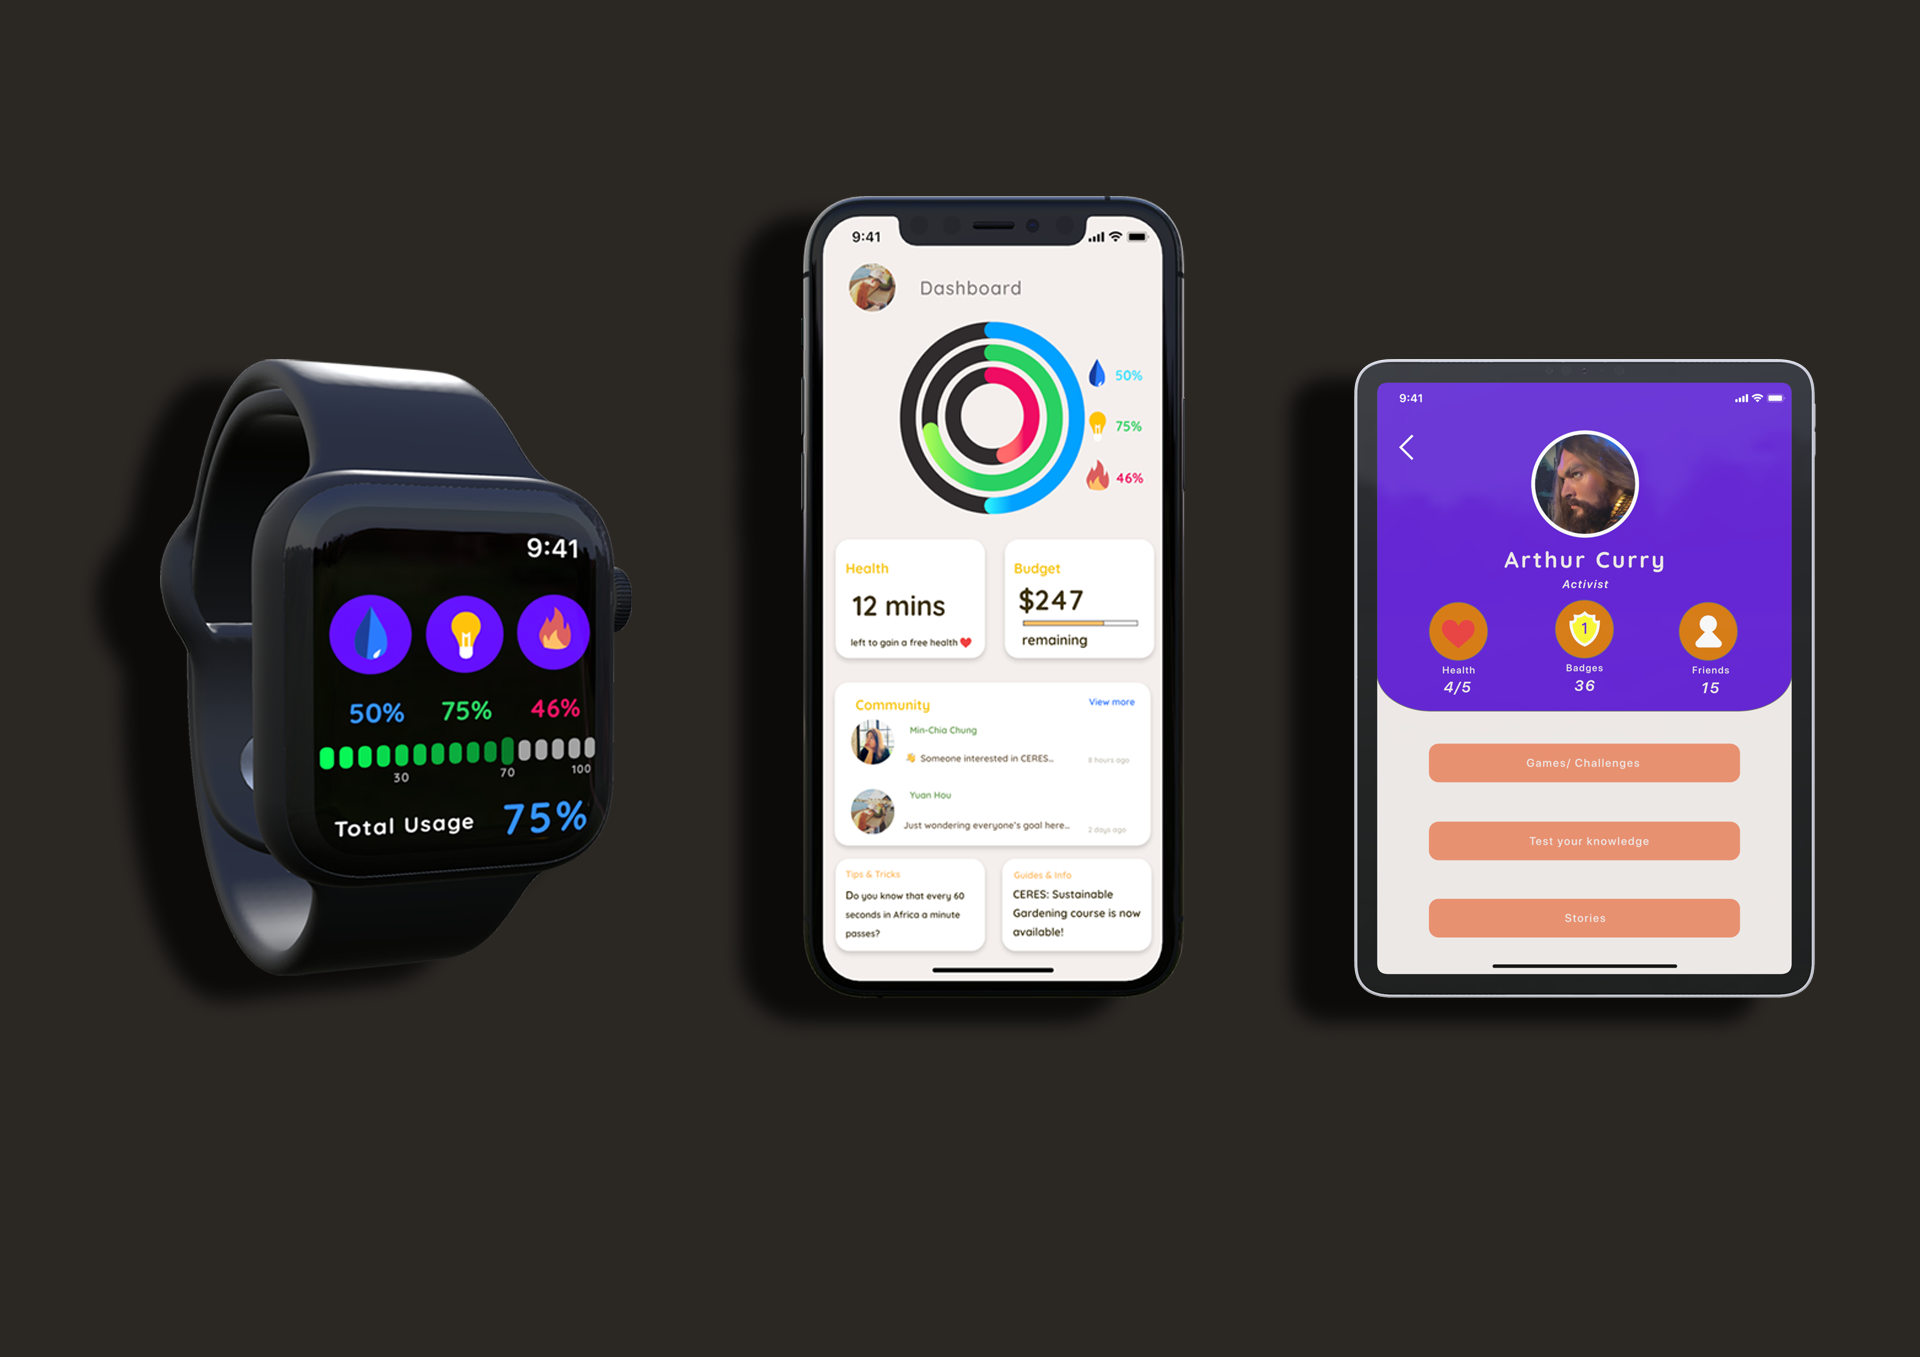 9:41
50% 75% 46%
30 70 100
Total Usage 75%
9:41
Dashboard
50%
75%
46%
Health
12 mins
left to gain a free health
Budget
$247
remaining
Community View more
Min-Chia Chung
Someone interested in CERES...
8 hours ago
Yuan Hou
Just wondering everyone's goal here...
2 days ago
Tips & Tricks
Do you know that every 60
seconds in Africa a minute
passes?
Guides & Info
CERES: Sustainable
Gardening course is now
available!
9:41
Arthur Curry
Activist
1
Health Badges Friends
4/5 36 15
Games/ Challenges
Test your knowledge
Stories